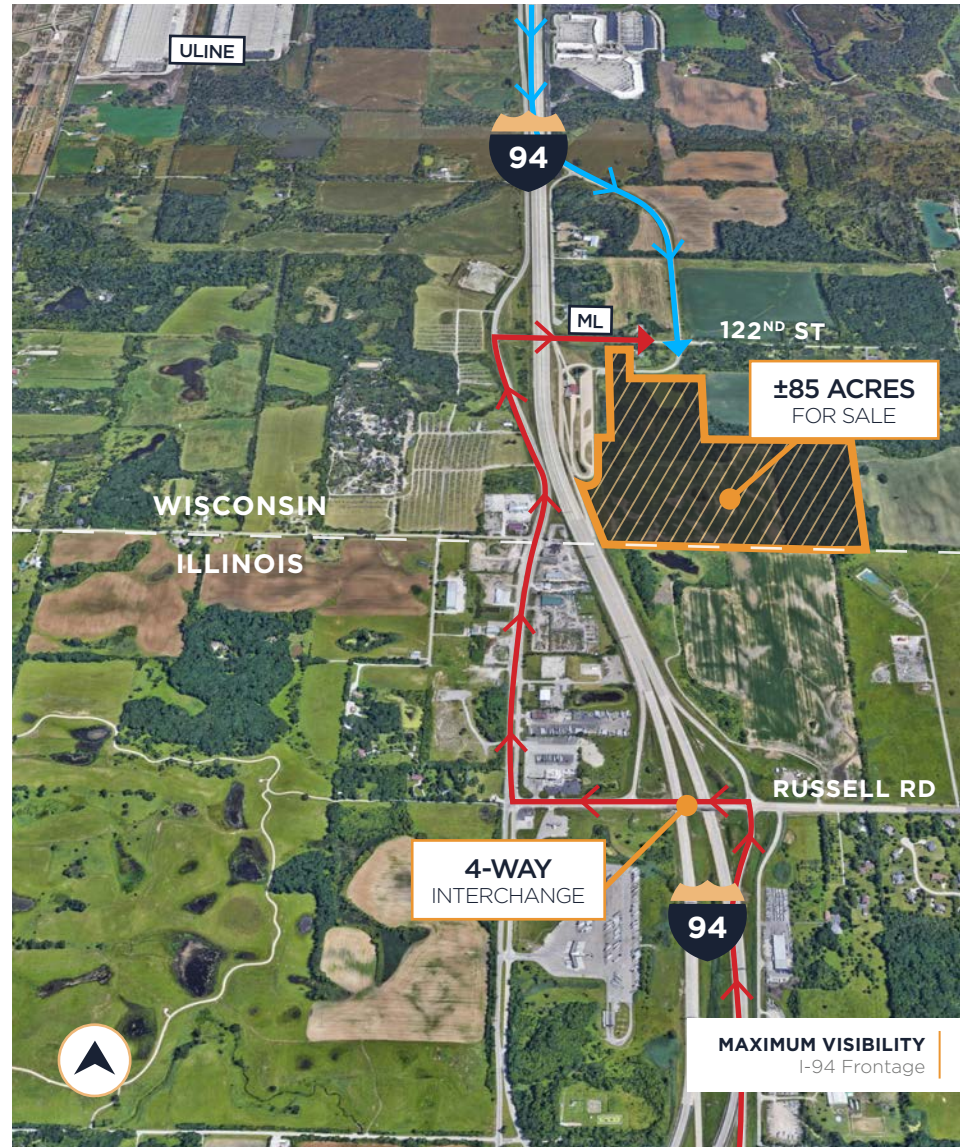 ULINE
94
ML
122ND ST
±85 ACRES
FOR SALE
WISCONSIN
ILLINOIS
RUSSELL RD
4-WAY
INTERCHANGE
94
MAXIMUM VISIBILITY
I-94 Frontage